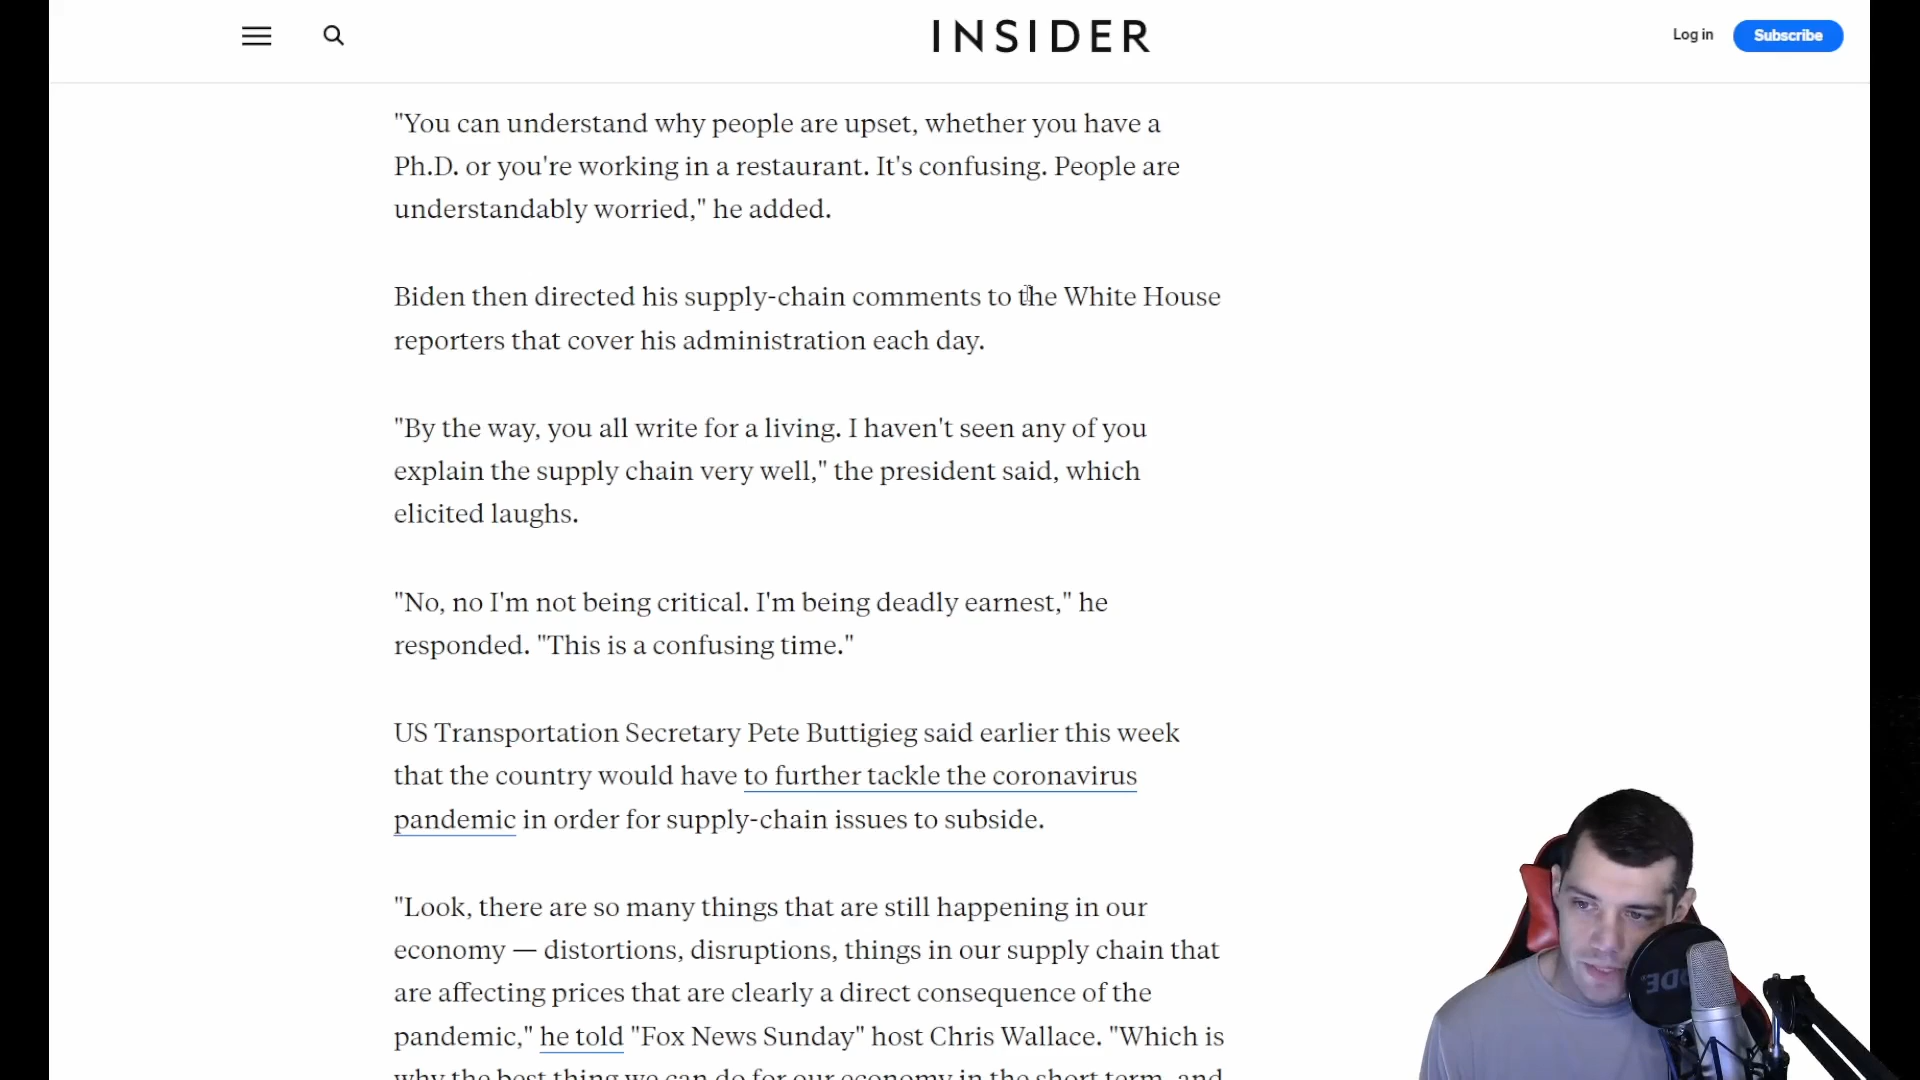 INSIDER
Log in
Subscribe
"You can understand why people are upset, whether you have a
Ph.D. or you're working in a restaurant. It's confusing. People are
understandably worried," he added.
Biden then directed his supply-chain comments to the White House
reporters that cover his administration each day.
"By the way, you all write for a living. I haven't seen any of you
explain the supply chain very well," the president said, which
elicited laughs.
"No, no I'm not being critical. I'm being deadly earnest," he
responded. "This is a confusing time."
US Transportation Secretary Pete Buttigieg said earlier this week
that the country would have to further tackle the coronavirus
pandemic in order for supply-chain issues to subside.
"Look, there are so many things that are still happening in our
economy — distortions, disruptions, things in our supply chain that
are affecting prices that are clearly a direct consequence of the
pandemic," he told "Fox News Sunday" host Chris Wallace. "Which is
why the best thing we can do for our economy in the short term, and